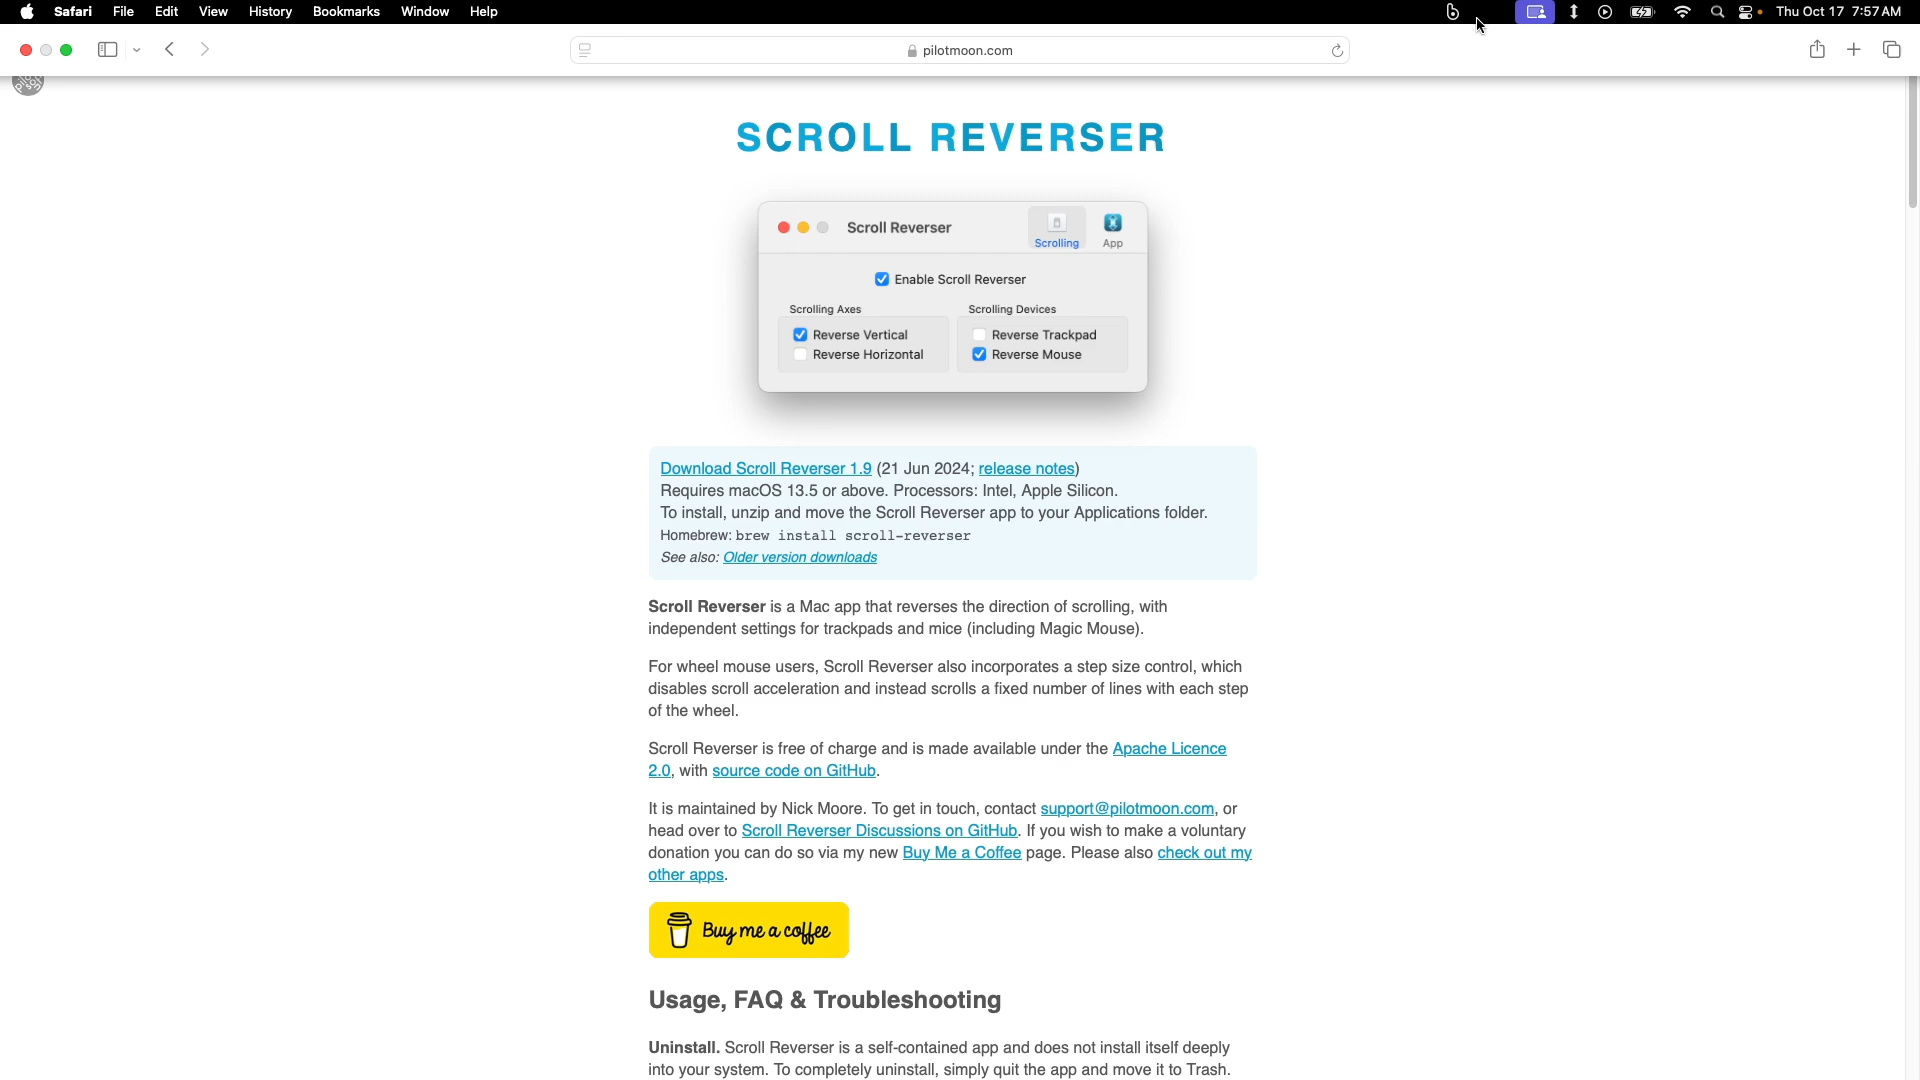 Safari File Edit View History Bookmarks Window Help Thu Oct 17 7:57 AM
pilotmoon.com
SCROLL REVERSER
Scroll Reverser
Scrolling App
Enable Scroll Reverser
Scrolling Axes Scrolling Devices
Reverse Vertical Reverse Trackpad
Reverse Horizontal Reverse Mouse
Download Scroll Reverser 1.9 (21 Jun 2024; release notes)
Requires macOS 13.5 or above. Processors: Intel, Apple Silicon.
To install, unzip and move the Scroll Reverser app to your Applications folder.
Homebrew: brew install scroll-reverser
See also: Older version downloads
Scroll Reverser is a Mac app that reverses the direction of scrolling, with
independent settings for trackpads and mice (including Magic Mouse).
For wheel mouse users, Scroll Reverser also incorporates a step size control, which
disables scroll acceleration and instead scrolls a fixed number of lines with each step
of the wheel.
Scroll Reverser is free of charge and is made available under the Apache Licence
2.0, with source code on GitHub.
It is maintained by Nick Moore. To get in touch, contact support@pilotmoon.com, or
head over to Scroll Reverser Discussions on GitHub. If you wish to make a voluntary
donation you can do so via my new Buy Me a Coffee page. Please also check out my
other apps.
Buy me a coffee
Usage, FAQ & Troubleshooting
Uninstall. Scroll Reverser is a self-contained app and does not install itself deeply
into your system. To completely uninstall, simply quit the app and move it to Trash.